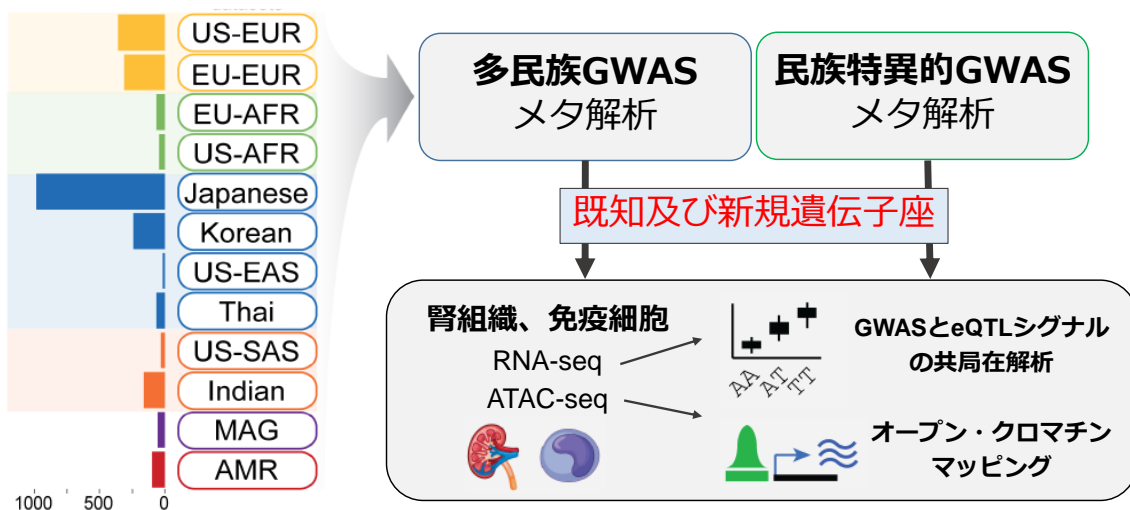 US-EUR
EU-EUR
EU-AFR
US-AFR
Japanese
Korean
US-EAS
Thai
US-SAS
Indian
MAG
AMR
1000 500 0
多民族GWAS
メタ解析
民族特異的GWAS
メタ解析
既知及び新規遺伝子座
腎組織、免疫細胞
RNA-seq
ATAC-seq
AA AT TT
GWASとeQTLシグナル
の共局在解析
オープン・クロマチン
マッピング